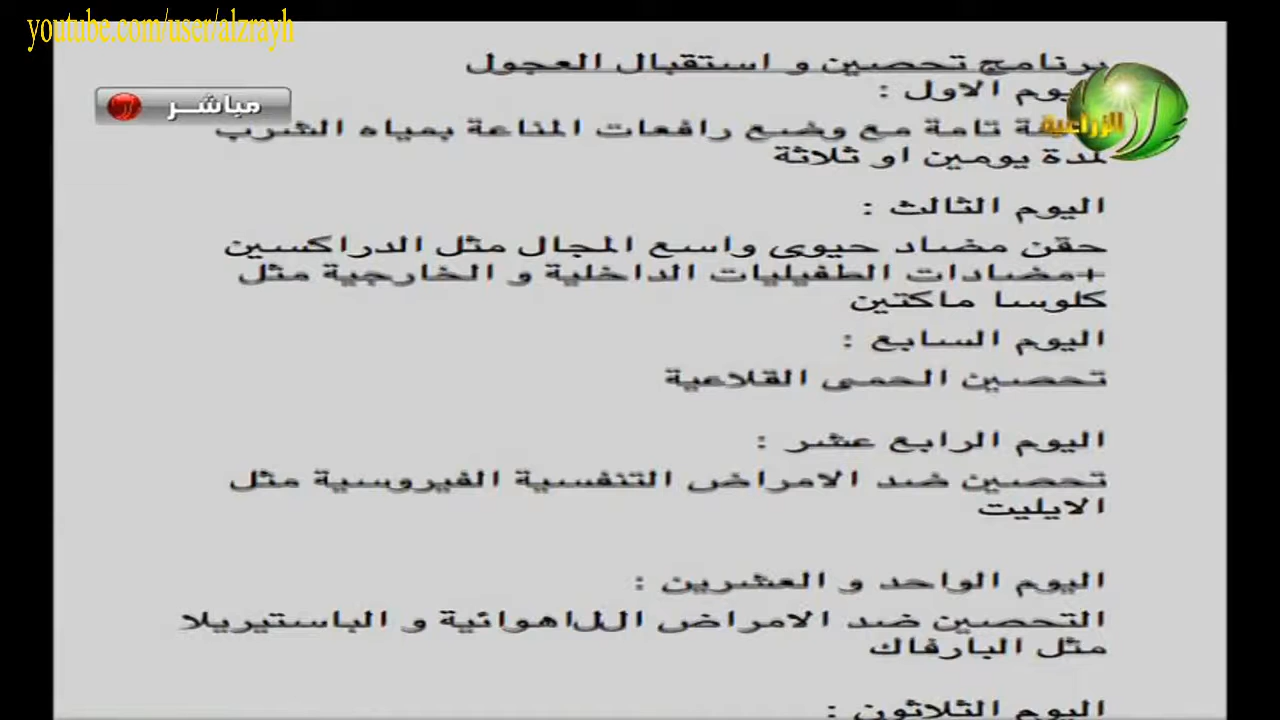 youtube.com/user/alzrayh
برنامج تحصين و استقبال العجول
مباشر
الاول :
الزراعية
تامة مع وضع رافعات المناعة بمياه الشرب
لمدة يومين او ثلاثة
اليوم الثالث :
حقن مضاد حيوى واسع المجال مثل الدراكسين
+مضادات الطفيليات الداخلية و الخارجية مثل
كلوسا ماكتين
اليوم السابع :
تحصين الحمى القلاعية
اليوم الرابع عشر :
تحصين ضد الامراض التنفسية الفيروسية مثل
الايليت
اليوم الواحد و العشرين :
التحصين ضد الامراض اللاهوائية و الباستيريلا
مثل البارفاك
اليوم الثلاثون :